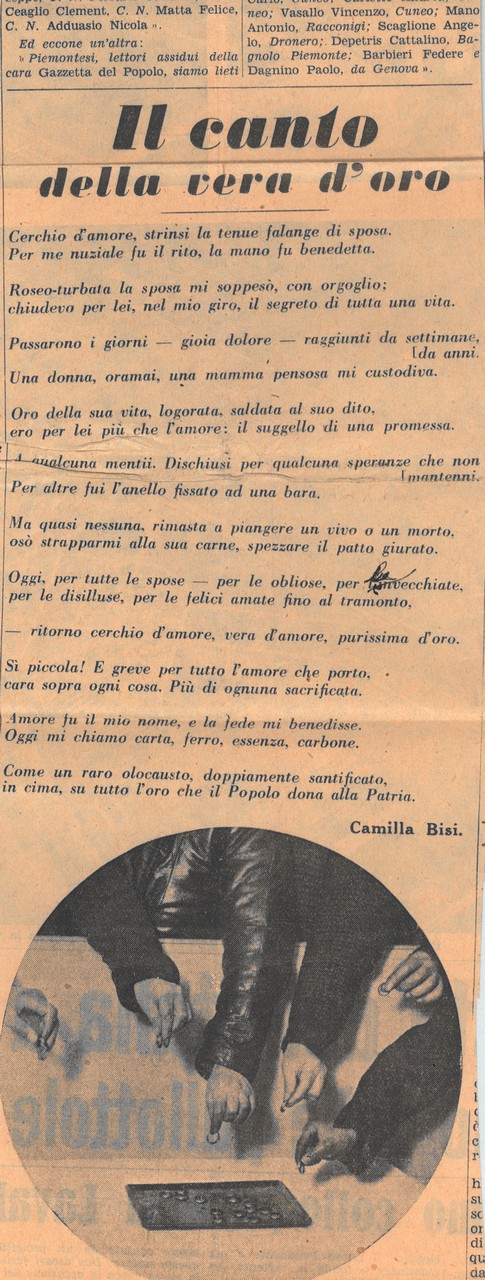 Ceaglio Clement, C. N. Matta Felice,
C. N. Adduasio Nicola ».
Ed eccone un'altra:
» Piemontesi, lettori assidui della
cara Gazzetta del Popolo, siamo lieti
neo; Vasallo Vincenzo, Cuneo; Mano
Antonio, Racconigi; Scaglione Ange-
lo, Dronero; Depetris Cattalino, Ba-
gnolo Piemonte; Barbieri Federe e
Dagnino Paolo, da Genova ».
Il canto
della vera d'oro
Cerchio d'amore, strinsi la tenue falange di sposa.
Per me nuziale fu il rito, la mano fu benedetta.
Roseo-turbata la sposa mi soppesò, con orgoglio;
chiudevo per lei, nel mio giro, il segreto di tutta una vita.
Passarono i giorni — gioia dolore — raggiunti da settimane,
[da anni.
Una donna, oramai, una mamma pensosa mi custodiva.
Oro della sua vita, logorata, saldata al suo dito,
ero per lei più che l'amore: il suggello di una promessa.
A qualcuna mentii. Dischiusi per qualcuna speranze che non
[mantenni.
Per altre fui l'anello fissato ad una bara.
Ma quasi nessuna, rimasta a piangere un vivo o un morto,
osò strapparmi alla sua carne, spezzare il patto giurato.
Oggi, per tutte le spose — per le obliose, per invecchiate,
per le disilluse, per le felici amate fino al tramonto,
— ritorno cerchio d'amore, vera d'amore, purissima d'oro.
Sì piccola! E greve per tutto l'amore che porto,
cara sopra ogni cosa. Più di ognuna sacrificata.
Amore fu il mio nome, e la fede mi benedisse.
Oggi mi chiamo carta, ferro, essenza, carbone.
Come un raro olocausto, doppiamente santificato,
in cima, su tutto l'oro che il Popolo dona alla Patria.
Camilla Bisi.